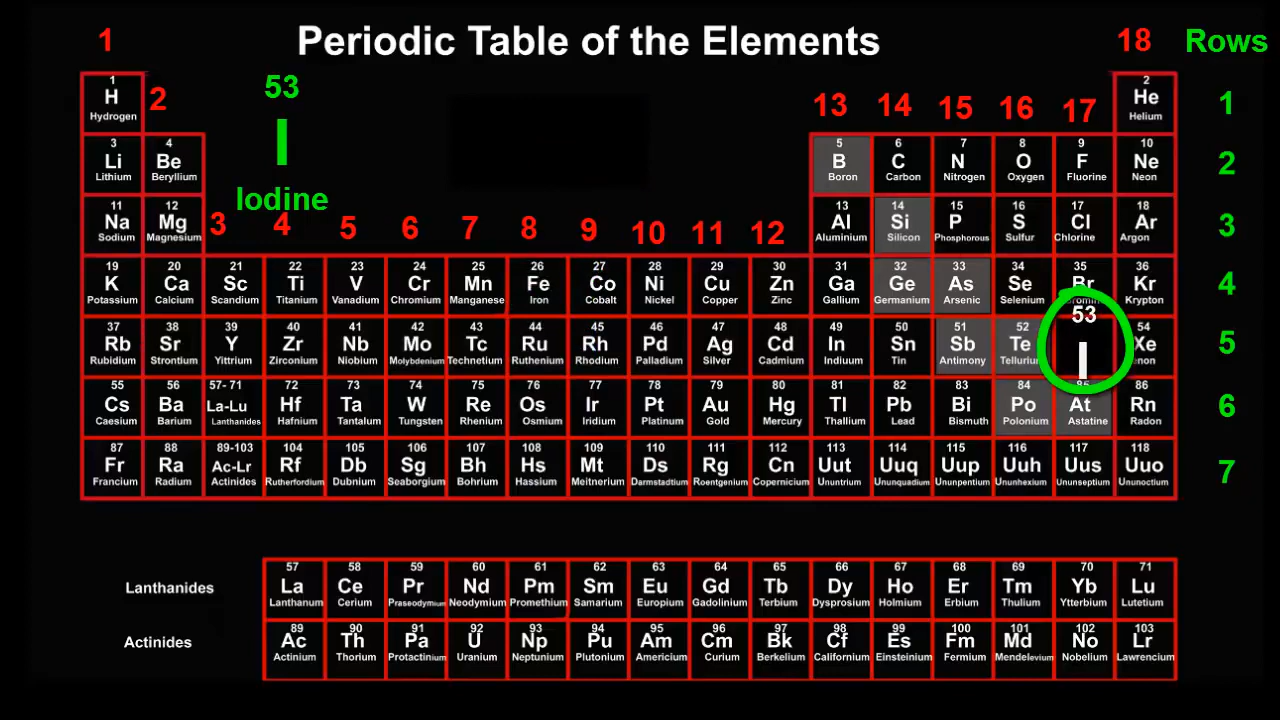 Periodic Table of the Elements
1 18 Rows
1 H Hydrogen 2 53 I Iodine 13 14 15 16 17 2 He Helium 1
3 Li Lithium 4 Be Beryllium 5 B Boron 6 C Carbon 7 N Nitrogen 8 O Oxygen 9 F Fluorine 10 Ne Neon 2
11 Na Sodium 12 Mg Magnesium 3 4 5 6 7 8 9 10 11 12 13 Al Aluminium 14 Si Silicon 15 P Phosphorous 16 S Sulfur 17 Cl Chlorine 18 Ar Argon 3
19 K Potassium 20 Ca Calcium 21 Sc Scandium 22 Ti Titanium 23 V Vanadium 24 Cr Chromium 25 Mn Manganese 26 Fe Iron 27 Co Cobalt 28 Ni Nickel 29 Cu Copper 30 Zn Zinc 31 Ga Gallium 32 Ge Germanium 33 As Arsenic 34 Se Selenium 35 Br 36 Kr Krypton 4
37 Rb Rubidium 38 Sr Strontium 39 Y Yittrium 40 Zr Zirconium 41 Nb Niobium 42 Mo Molybdenium 43 Tc Technetium 44 Ru Ruthenium 45 Rh Rhodium 46 Pd Palladium 47 Ag Silver 48 Cd Cadmium 49 In Indiuum 50 Sn Tin 51 Sb Antimony 52 Te 53 I 54 Xe 5
55 Cs Caesium 56 Ba Barium 57- 71 La-Lu Lanthanides 72 Hf Hafnium 73 Ta Tantalum 74 W Tungsten 75 Re Rhenium 76 Os Osmium 77 Ir Iridium 78 Pt Platinum 79 Au Gold 80 Hg Mercury 81 Tl Thallium 82 Pb Lead 83 Bi Bismuth 84 Po Polonium 85 At Astatine 86 Rn Radon 6
87 Fr Francium 88 Ra Radium 89-103 Ac-Lr Actinides 104 Rf Rutherfordium 105 Db Dubnium 106 Sg Seaborgium 107 Bh Bohrium 108 Hs Hassium 109 Mt Meitnerium 110 Ds Darmstadtium 111 Rg Roentgenium 112 Cn Copernicium 113 Uut Ununtrium 114 Uuq Ununquadium 115 Uup Ununpentium 116 Uuh Ununhexium 117 Uus Ununseptium 118 Uuo Ununoctium 7
Lanthanides 57 La Lanthanum 58 Ce Cerium 59 Pr Praseodymium 60 Nd Neodymium 61 Pm Promethium 62 Sm Samarium 63 Eu Europium 64 Gd Gadolinium 65 Tb Terbium 66 Dy Dysprosium 67 Ho Holmium 68 Er Erbium 69 Tm Thulium 70 Yb Ytterbium 71 Lu Lutetium
Actinides 89 Ac Actinium 90 Th Thorium 91 Pa Protactinium 92 U Uranium 93 Np Neptunium 94 Pu Plutonium 95 Am Americium 96 Cm Curium 97 Bk Berkelium 98 Cf Californium 99 Es Einsteinium 100 Fm Fermium 101 Md Mendelevium 102 No Nobelium 103 Lr Lawrencium